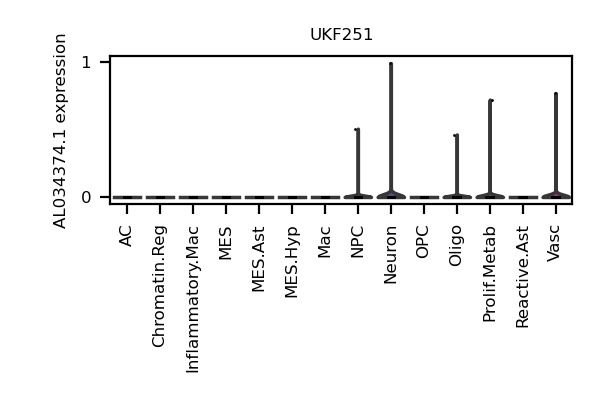 UKF251
AL034374.1 expression
1
0
AC
Chromatin.Reg
Inflammatory.Mac
MES
MES.Ast
MES.Hyp
Mac
NPC
Neuron
OPC
Oligo
Prolif.Metab
Reactive.Ast
Vasc